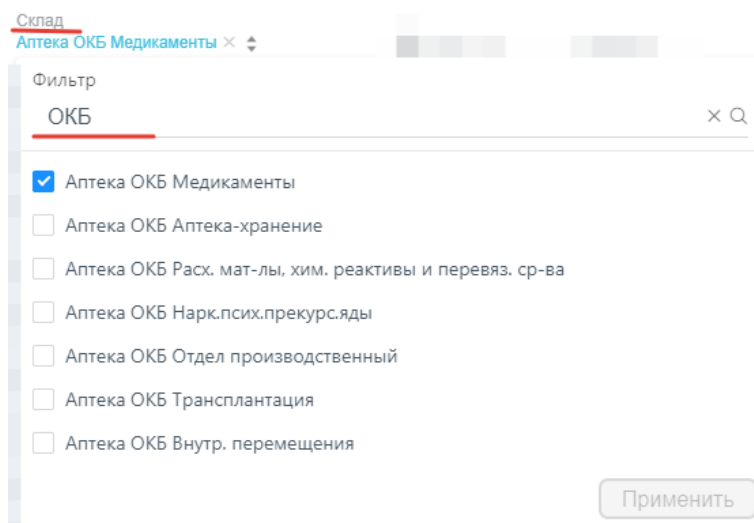 Склад
Аптека ОКБ Медикаменты
Фильтр
ОКБ
Аптека ОКБ Медикаменты
Аптека ОКБ Аптека-хранение
Аптека ОКБ Расх. мат-лы, хим. реактивы и перевяз. ср-ва
Аптека ОКБ Нарк.псих.прекурс.яды
Аптека ОКБ Отдел производственный
Аптека ОКБ Трансплантация
Аптека ОКБ Внутр. перемещения
Применить